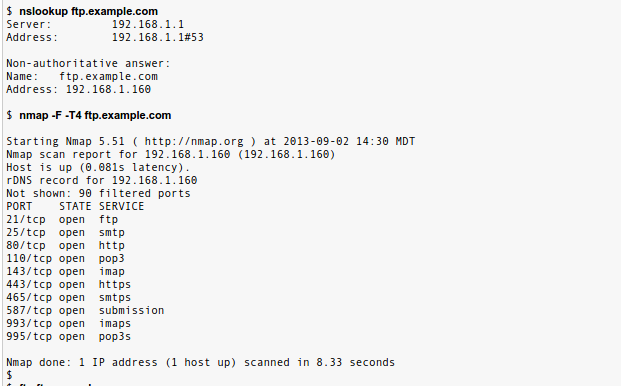 $ nslookup ftp.example.com
Server:         192.168.1.1
Address:        192.168.1.1#53
Non-authoritative answer:
Name:   ftp.example.com
Address: 192.168.1.160
$ nmap -F -T4 ftp.example.com
Starting Nmap 5.51 ( http://nmap.org ) at 2013-09-02 14:30 MDT
Nmap scan report for 192.168.1.160 (192.168.1.160)
Host is up (0.081s latency).
rDNS record for 192.168.1.160
Not shown: 90 filtered ports
PORT    STATE SERVICE
21/tcp  open  ftp
25/tcp  open  smtp
80/tcp  open  http
110/tcp open  pop3
143/tcp open  imap
443/tcp open  https
465/tcp open  smtps
587/tcp open  submission
993/tcp open  imaps
995/tcp open  pop3s
Nmap done: 1 IP address (1 host up) scanned in 8.33 seconds
$